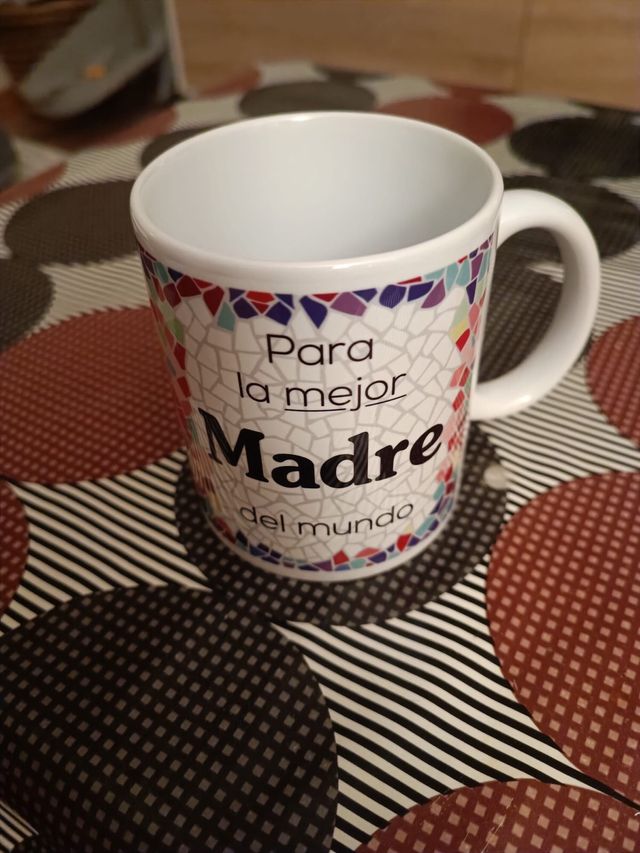 Para
la mejor
Madre
del mundo